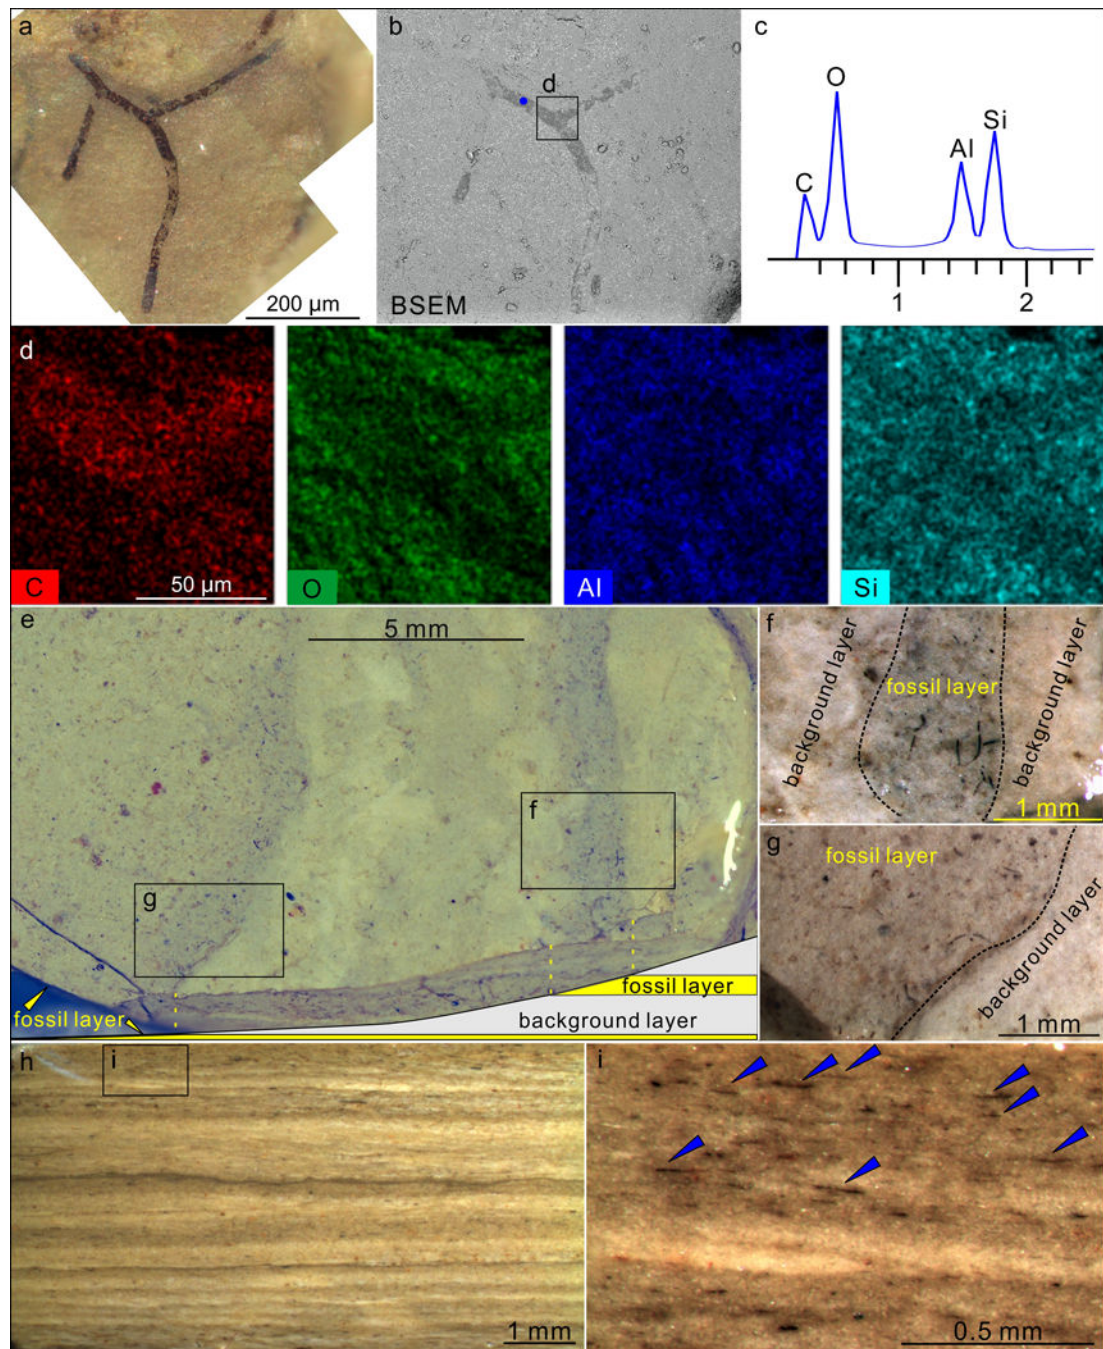 a
200 µm
b
d
BSEM
c
O
Si
Al
C
1
2
d
C
50 µm
O
Al
Si
e
5 mm
f
g
fossil layer
fossil layer
background layer
f
background layer
fossil layer
background layer
1 mm
g
fossil layer
background layer
1 mm
h
i
1 mm
i
0.5 mm